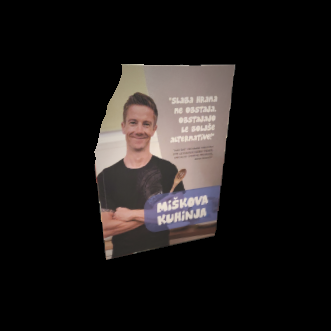 "SLABA HRANA
NE OBSTAJA,
OBSTAJAJO
LE BOLJŠE
ALTERNATIVE"
MIŠKOVA
KUHINJA